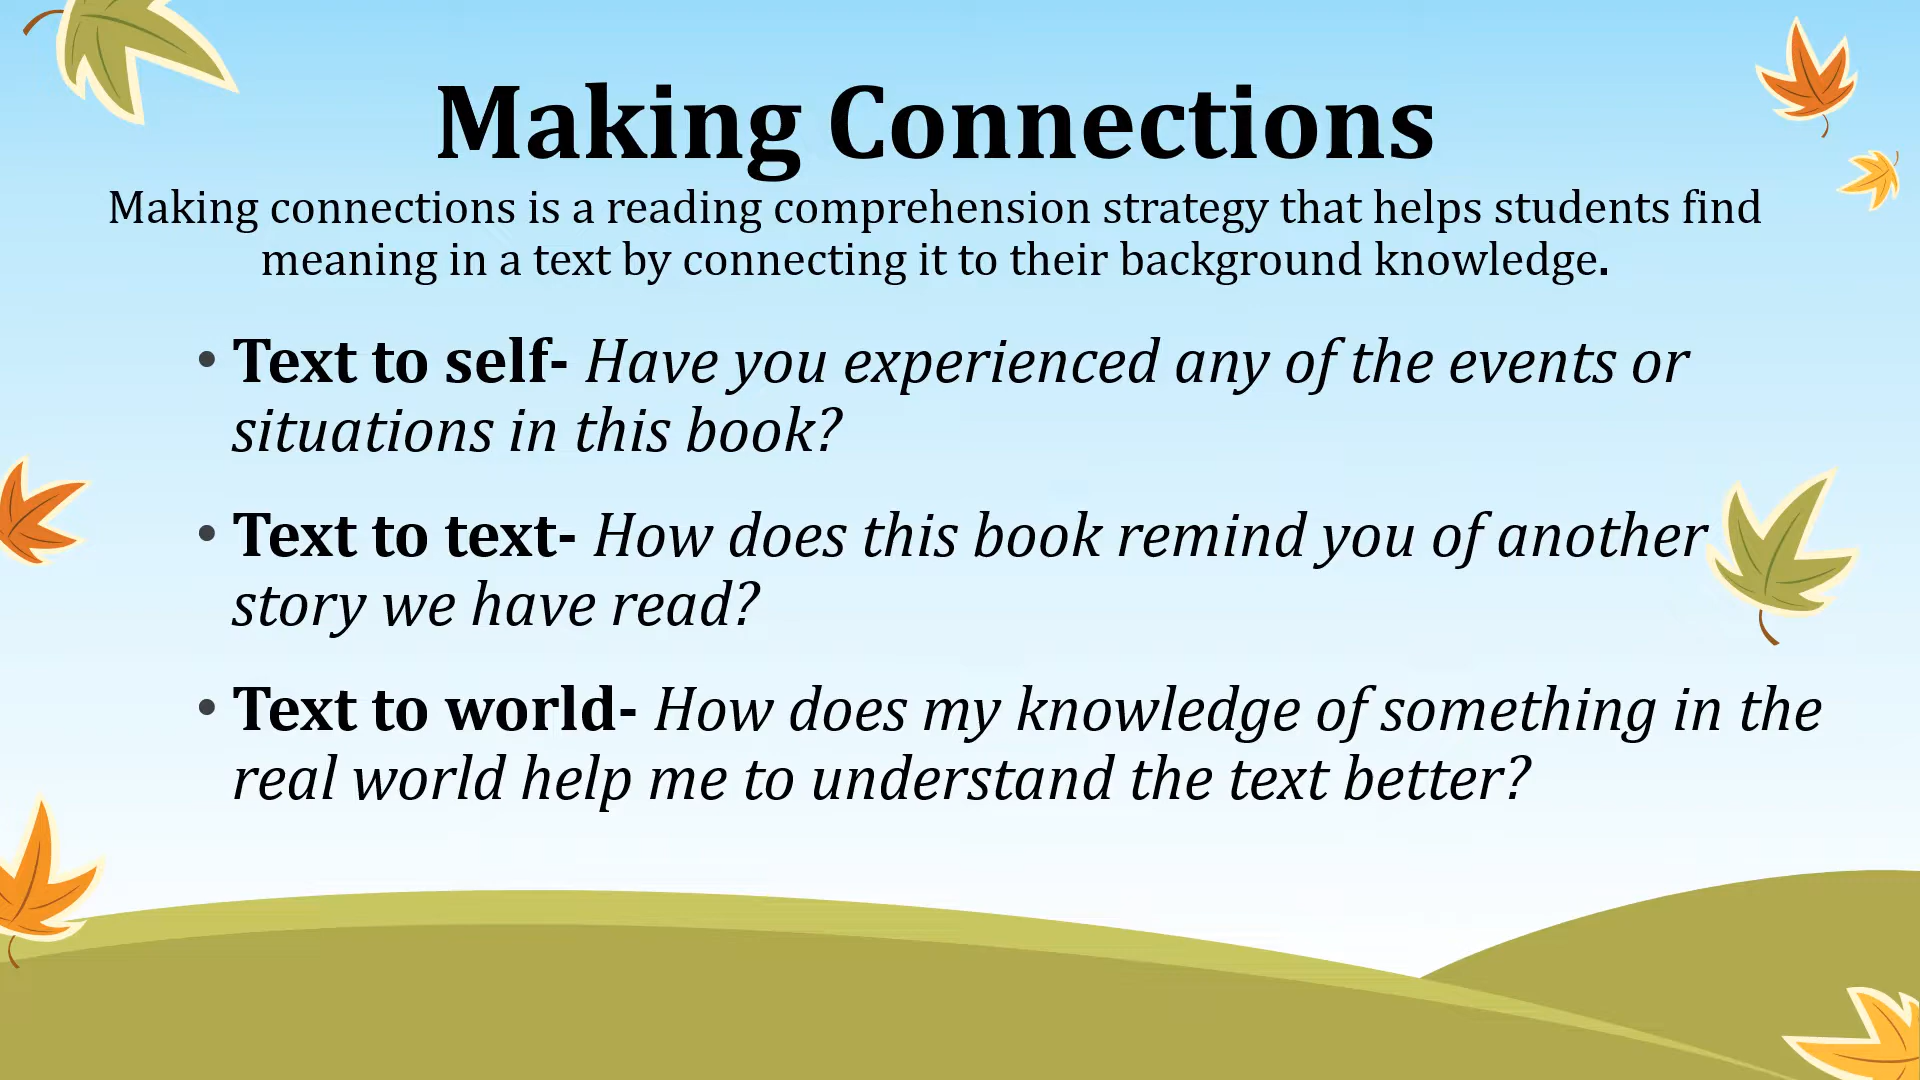 Making Connections
Making connections is a reading comprehension strategy that helps students find
meaning in a text by connecting it to their background knowledge.
• Text to self- Have you experienced any of the events or
situations in this book?
• Text to text- How does this book remind you of another
story we have read?
• Text to world- How does my knowledge of something in the
real world help me to understand the text better?